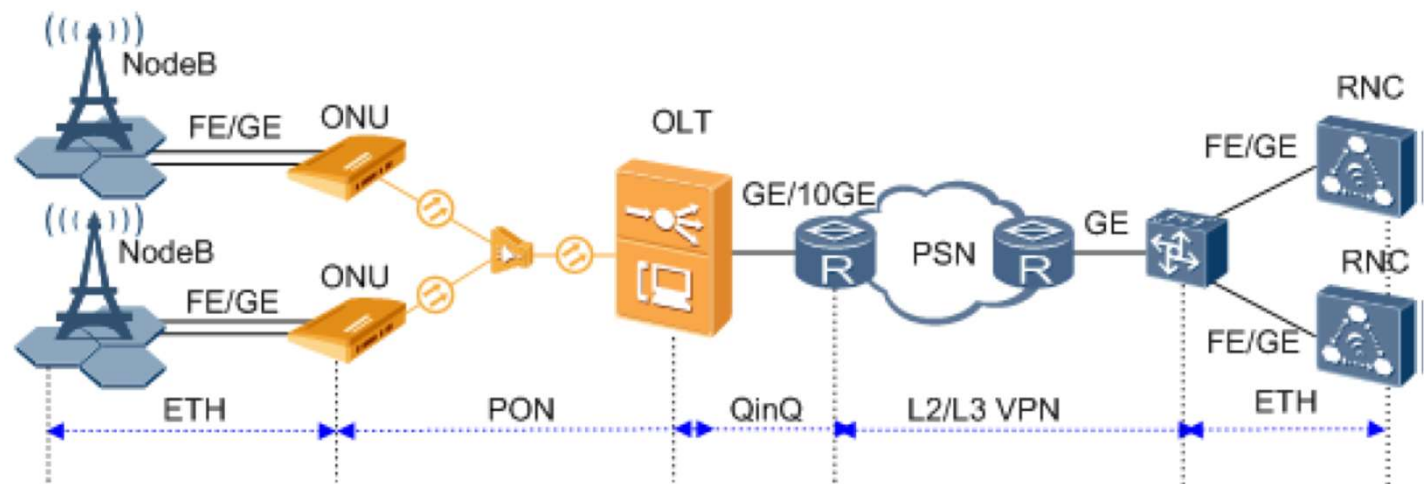 NodeB
FE/GE
ONU
OLT
RNC
FE/GE
GE/10GE
R
PSN
R
GE
NodeB
FE/GE
ONU
RNC
FE/GE
ETH
PON
QinQ
L2/L3 VPN
ETH